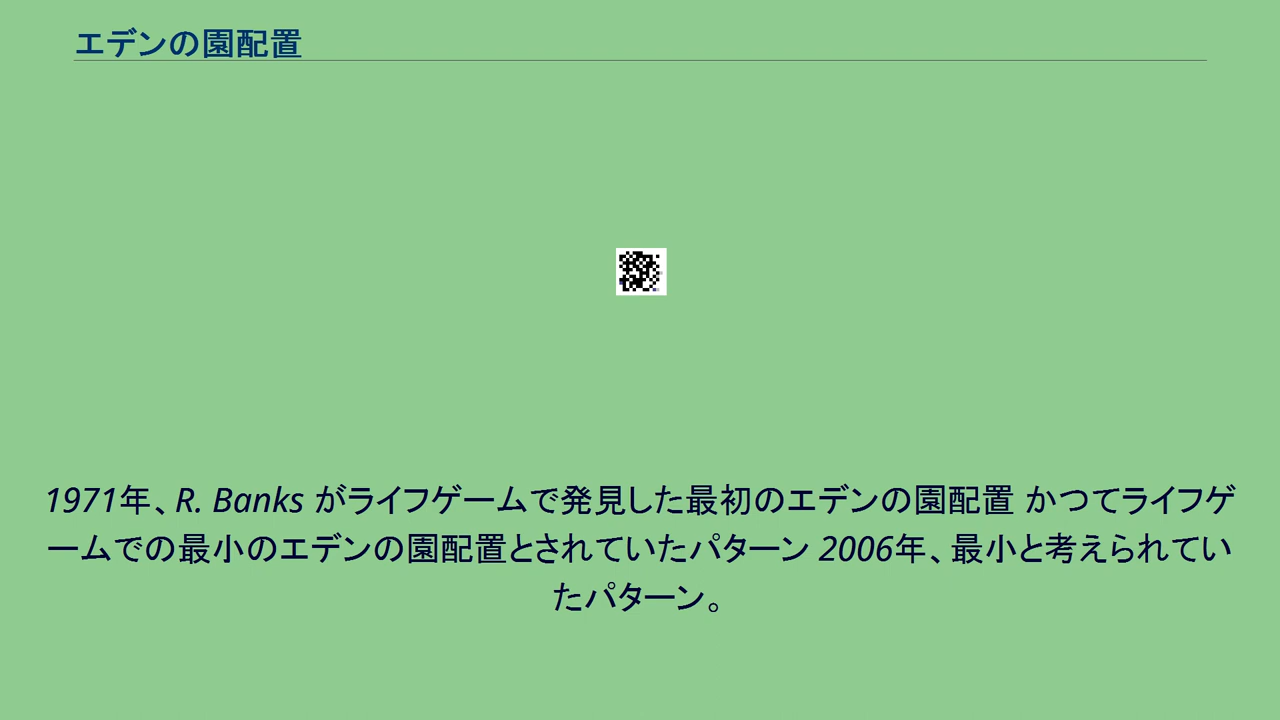 エデンの園配置
1971年、R. Banks がライフゲームで発見した最初のエデンの園配置 かつてライフゲ
ームでの最小のエデンの園配置とされていたパターン 2006年、最小と考えられてい
たパターン。